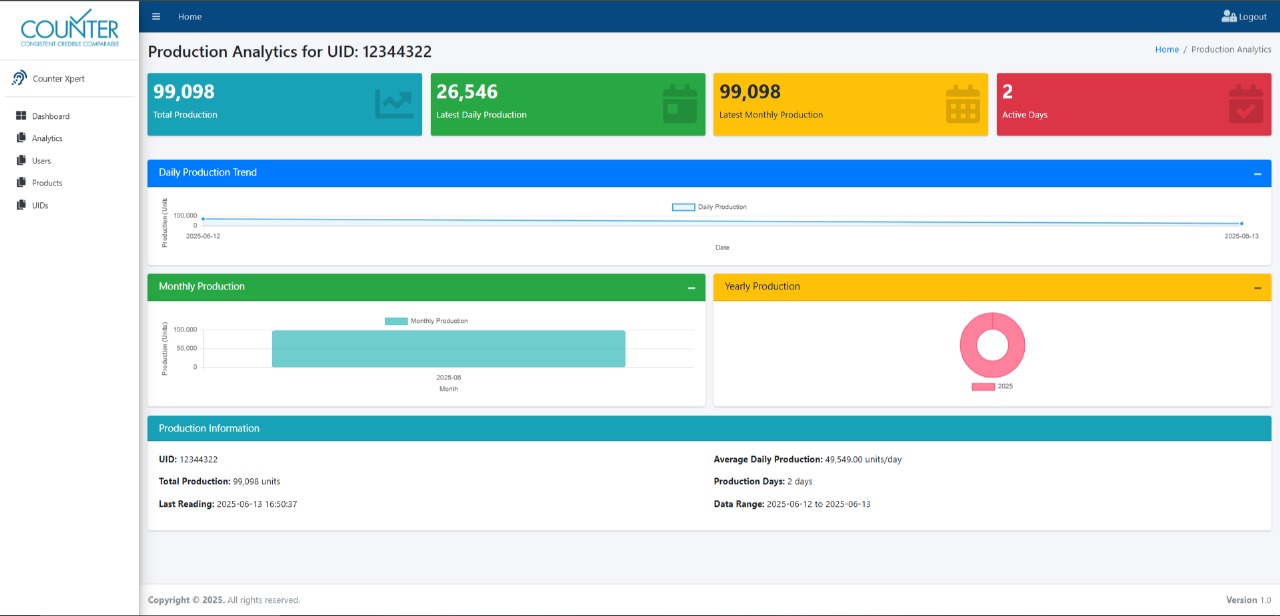 COUNTER
CONSISTENT CREDIBLE COMPARABLE
Home
Logout
Counter Xpert
Dashboard
Analytics
Users
Products
UIDs
Production Analytics for UID: 12344322
Home / Production Analytics
99,098
Total Production
26,546
Latest Daily Production
99,098
Latest Monthly Production
2
Active Days
Daily Production Trend
Daily Production
Production (Units
100,000
0
2025-06-12
2025-06-13
Date
Monthly Production
Monthly Production
Production (Units)
100,000
50,000
0
2025-06
Month
Yearly Production
2025
Production Information
UID: 12344322
Average Daily Production: 49,549.00 units/day
Total Production: 99,098 units
Production Days: 2 days
Last Reading: 2025-06-13 16:50:37
Data Range: 2025-06-12 to 2025-06-13
Copyright © 2025. All rights reserved.
Version 1.0